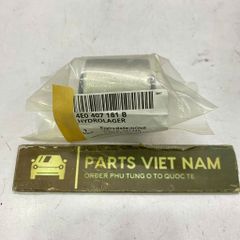 4E0 407 181 B
HYDROLAGER
PARTS VIET NAM
ORDER PHU TUNG O TO QUOC TE